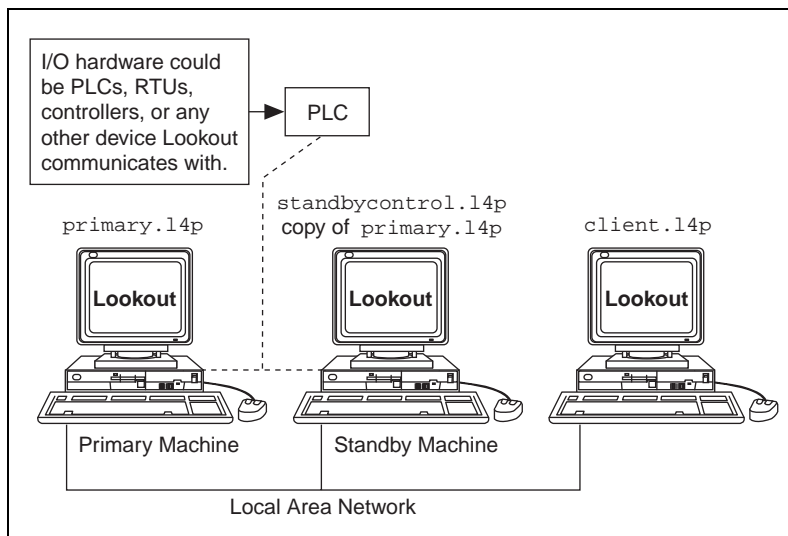 I/O hardware could
be PLCs, RTUs,
controllers, or any
other device Lookout
communicates with.
PLC
primary.l4p
standbycontrol.l4p
copy of primary.l4p
client.l4p
Lookout
Lookout
Lookout
Primary Machine
Standby Machine
Local Area Network